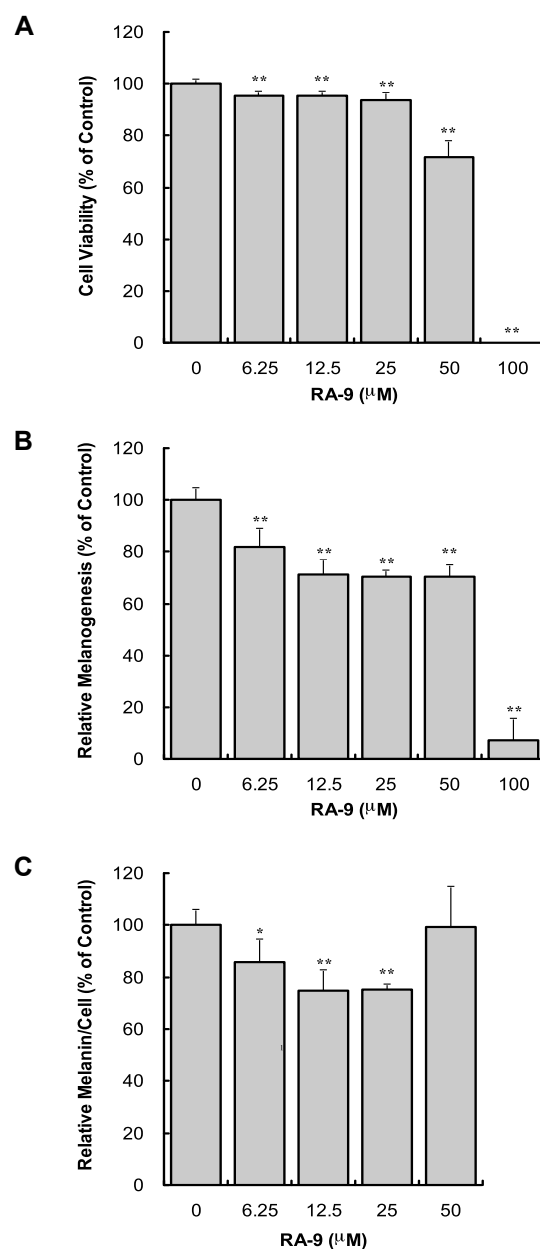 A
Cell Viability (% of Control)
120
100
80
60
40
20
0
**
**
**
**
**
0 6.25 12.5 25 50 100
RA-9 (μM)
B
Relative Melanogenesis (% of Control)
120
100
80
60
40
20
0
**
**
**
**
**
0 6.25 12.5 25 50 100
RA-9 (μM)
C
Relative Melanin/Cell (% of Control)
120
100
80
60
40
20
0
*
**
**
0 6.25 12.5 25 50
RA-9 (μM)